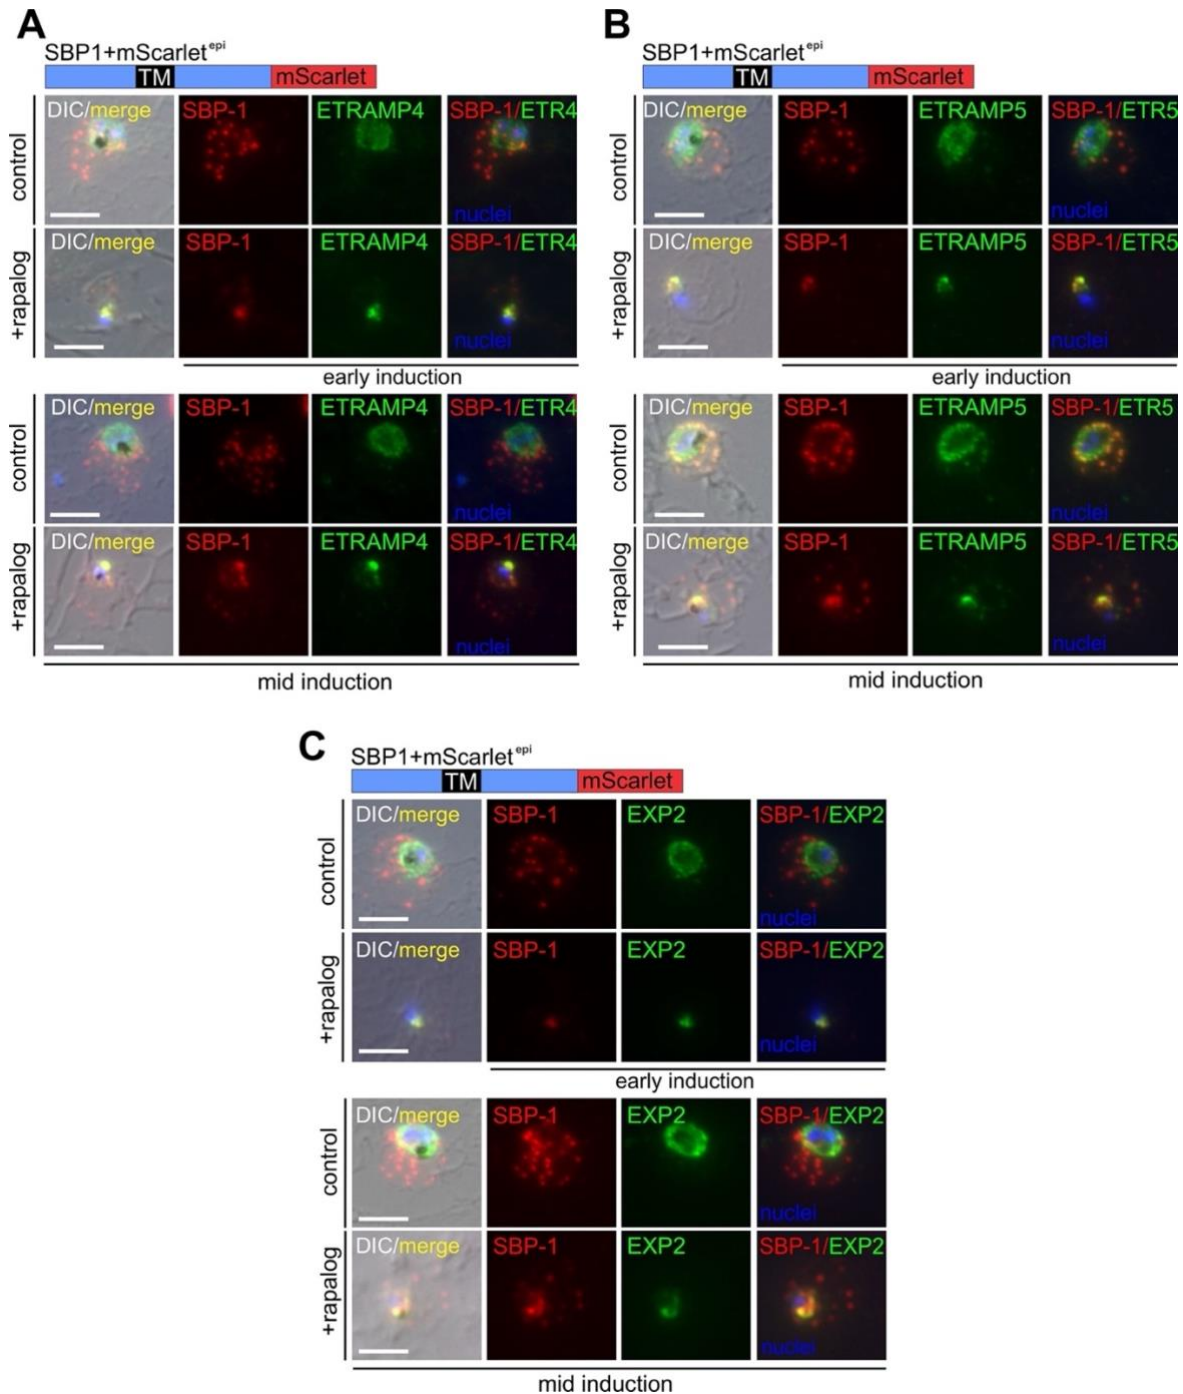 A
SBP1+mScarlet^epi
TM mScarlet
control
DIC/merge SBP-1 ETRAMP4 SBP-1/ETR4
nuclei
+rapalog
DIC/merge SBP-1 ETRAMP4 SBP-1/ETR4
nuclei
early induction
control
DIC/merge SBP-1 ETRAMP4 SBP-1/ETR4
nuclei
+rapalog
DIC/merge SBP-1 ETRAMP4 SBP-1/ETR4
nuclei
mid induction
B
SBP1+mScarlet^epi
TM mScarlet
control
DIC/merge SBP-1 ETRAMP5 SBP-1/ETR5
nuclei
+rapalog
DIC/merge SBP-1 ETRAMP5 SBP-1/ETR5
nuclei
early induction
control
DIC/merge SBP-1 ETRAMP5 SBP-1/ETR5
nuclei
+rapalog
DIC/merge SBP-1 ETRAMP5 SBP-1/ETR5
nuclei
mid induction
C
SBP1+mScarlet^epi
TM mScarlet
control
DIC/merge SBP-1 EXP2 SBP-1/EXP2
nuclei
+rapalog
DIC/merge SBP-1 EXP2 SBP-1/EXP2
nuclei
early induction
control
DIC/merge SBP-1 EXP2 SBP-1/EXP2
nuclei
+rapalog
DIC/merge SBP-1 EXP2 SBP-1/EXP2
nuclei
mid induction